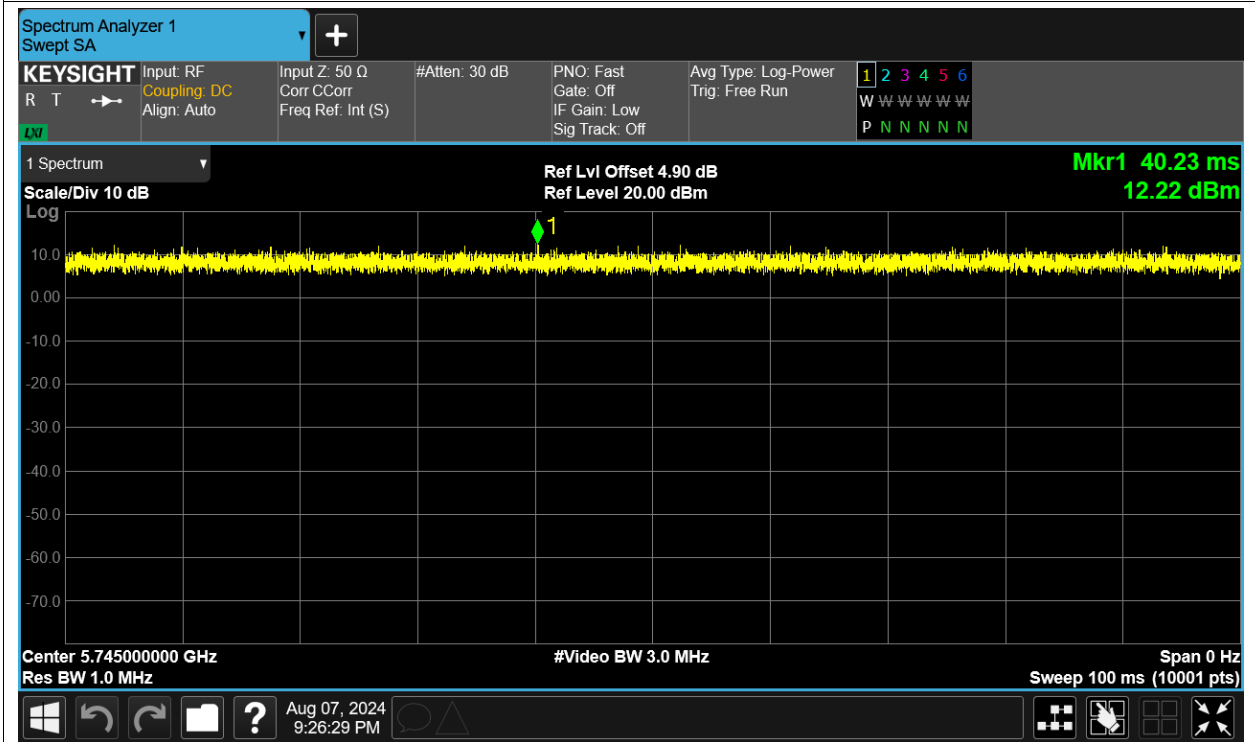 Spectrum Analyzer 1
Swept SA
+
KEYSIGHT
R T
LXI
Input: RF
Coupling: DC
Align: Auto
Input Z: 50 Ω
Corr CCorr
Freq Ref: Int (S)
#Atten: 30 dB
PNO: Fast
Gate: Off
IF Gain: Low
Sig Track: Off
Avg Type: Log-Power
Trig: Free Run
1 2 3 4 5 6
W W W W W W
P N N N N N
1 Spectrum
Scale/Div 10 dB
Ref Lvl Offset 4.90 dB
Ref Level 20.00 dBm
Mkr1 40.23 ms
12.22 dBm
Log
1
10.0
0.00
-10.0
-20.0
-30.0
-40.0
-50.0
-60.0
-70.0
Center 5.745000000 GHz
#Video BW 3.0 MHz
Span 0 Hz
Res BW 1.0 MHz
Sweep 100 ms (10001 pts)
?
Aug 07, 2024
9:26:29 PM